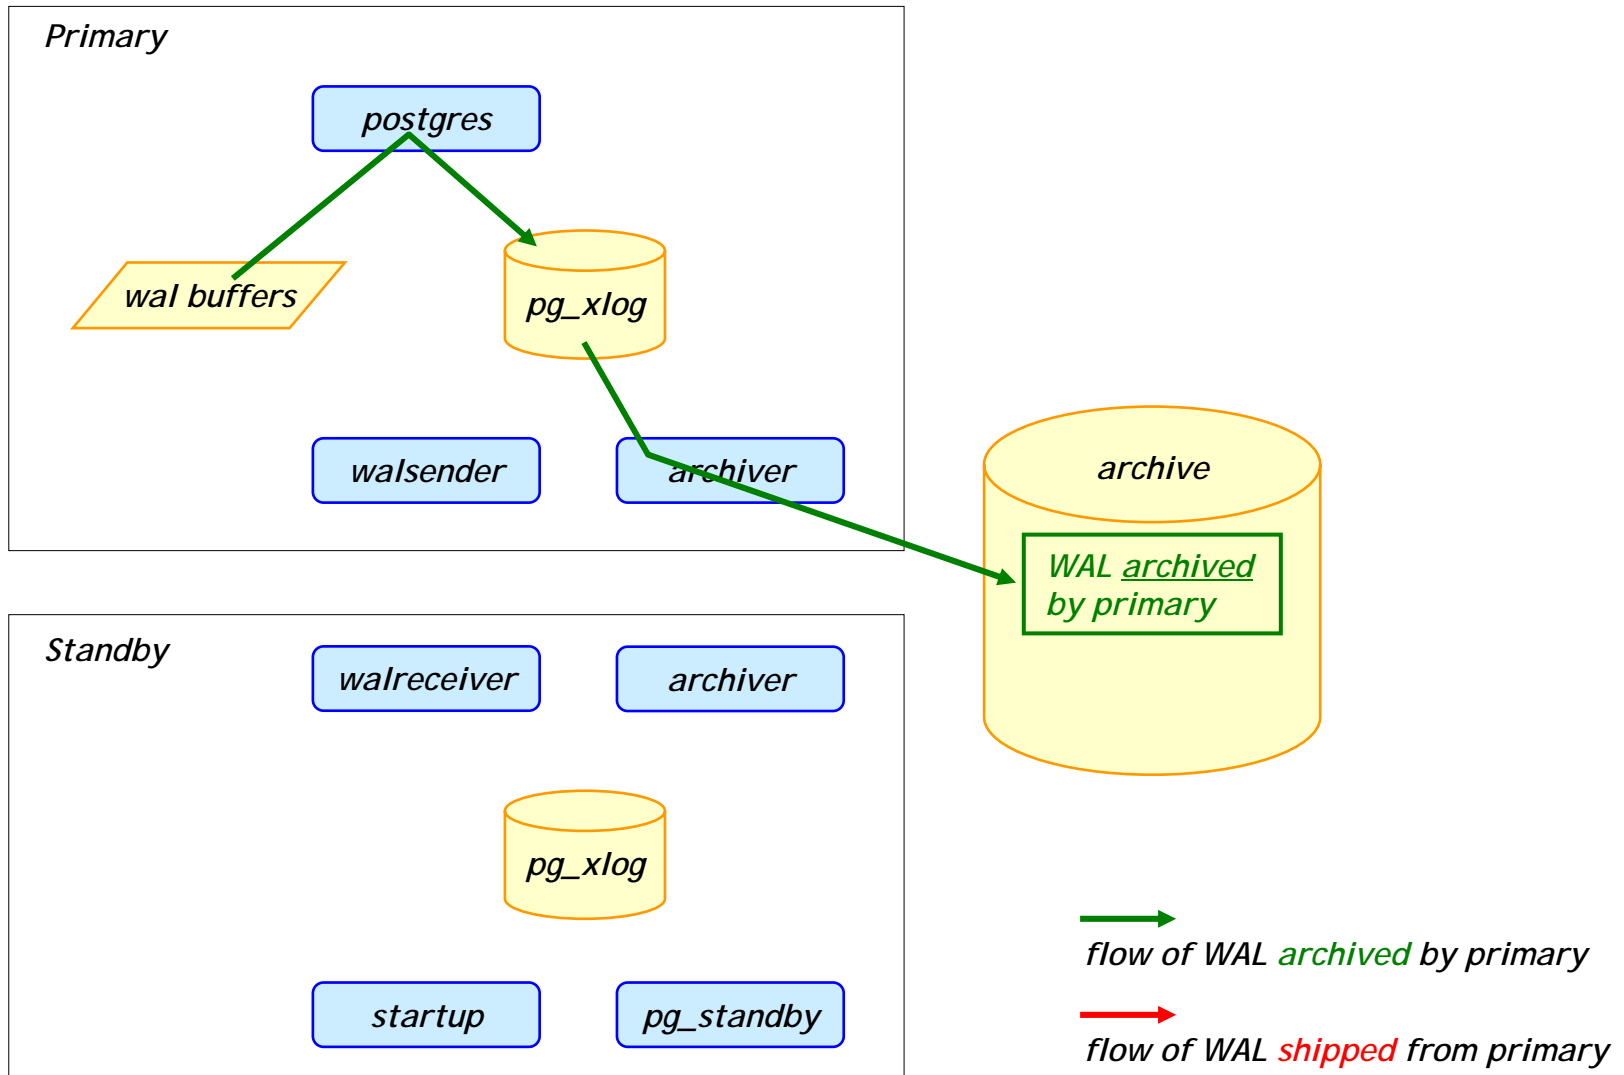 Primary
postgres
wal buffers
pg_xlog
walsender
archiver
archive
WAL archived
by primary
Standby
walreceiver
archiver
pg_xlog
startup
pg_standby
flow of WAL archived by primary
flow of WAL shipped from primary